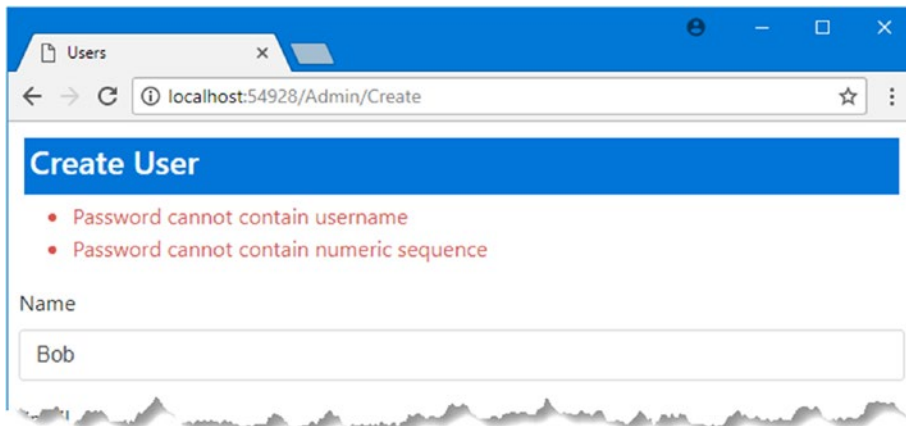 Users
localhost:54928/Admin/Create
Create User
Password cannot contain username
Password cannot contain numeric sequence
Name
Bob